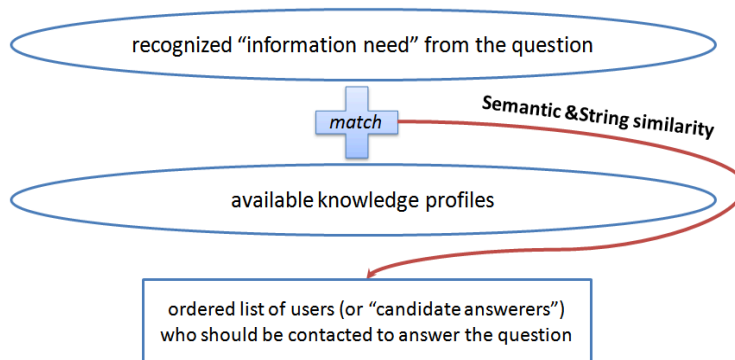 recognized “information need” from the question
match
Semantic &String similarity
available knowledge profiles
ordered list of users (or “candidate answerers”)
who should be contacted to answer the question